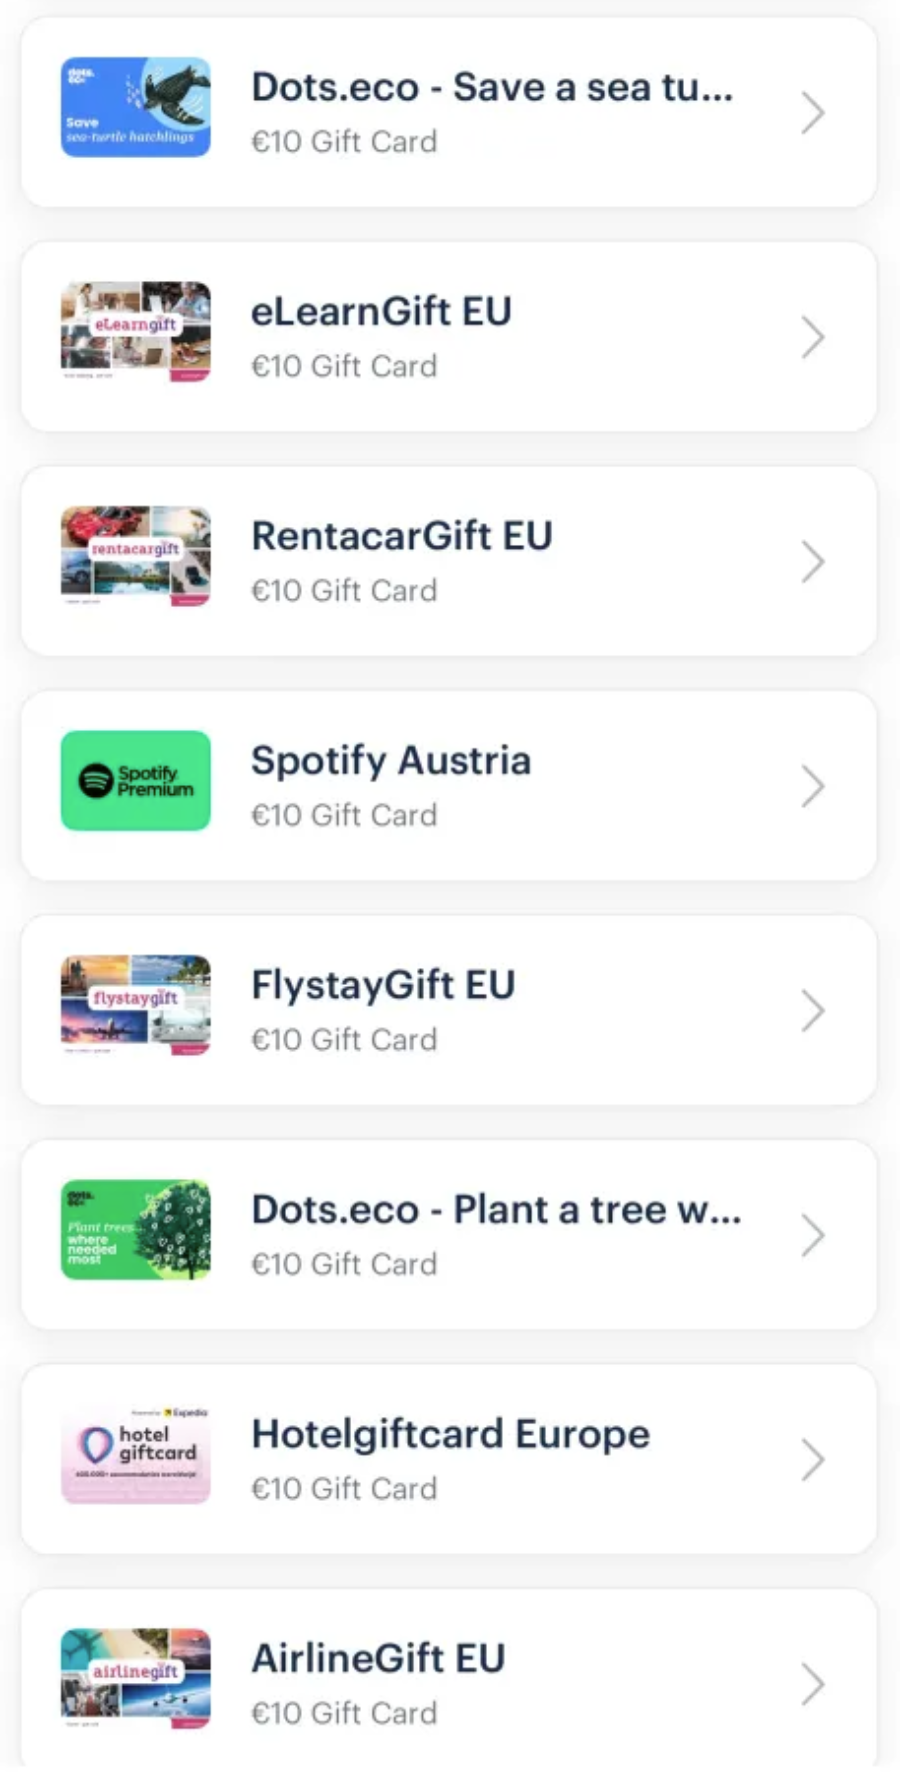 dots.
eco
Save
sea-turtle hatchlings
Dots.eco - Save a sea tu...
€10 Gift Card
eLearngift
eLearnGift EU
€10 Gift Card
rentacargift
RentacarGift EU
€10 Gift Card
Spotify
Premium
Spotify Austria
€10 Gift Card
flystaygift
FlystayGift EU
€10 Gift Card
dots.
eco
Plant trees...
where
needed
most
Dots.eco - Plant a tree w...
€10 Gift Card
Expedia
hotel
giftcard
Hotelgiftcard Europe
€10 Gift Card
airlinegift
AirlineGift EU
€10 Gift Card